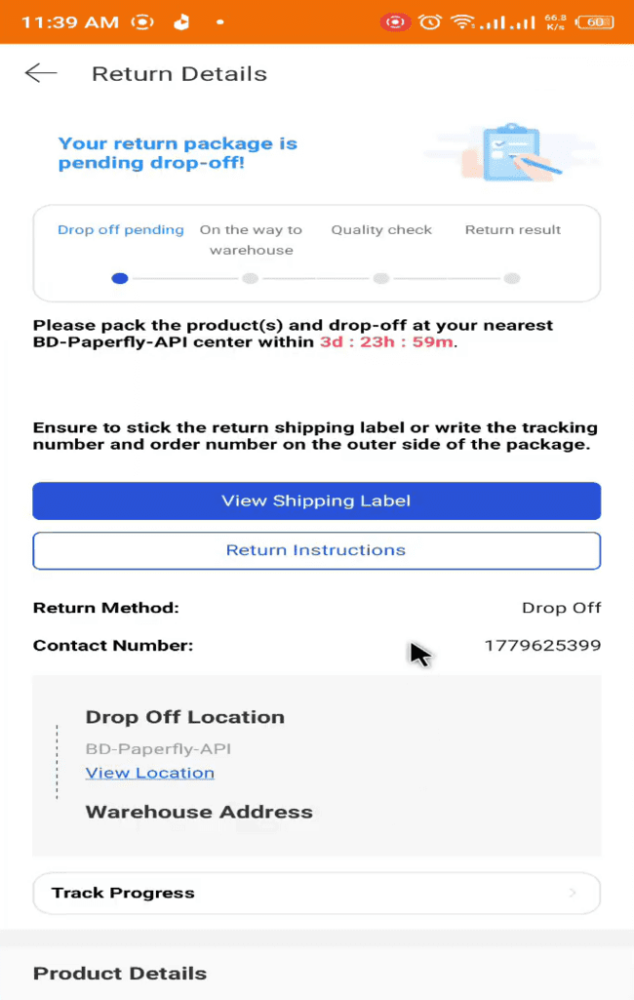 11:39 AM
66.8
K/s
60
Return Details
Your return package is
pending drop-off!
Drop off pending
On the way to
warehouse
Quality check
Return result
Please pack the product(s) and drop-off at your nearest
BD-Paperfly-API center within 3d : 23h : 59m.
Ensure to stick the return shipping label or write the tracking
number and order number on the outer side of the package.
View Shipping Label
Return Instructions
Return Method: Drop Off
Contact Number: 1779625399
Drop Off Location
BD-Paperfly-API
View Location
Warehouse Address
Track Progress
Product Details